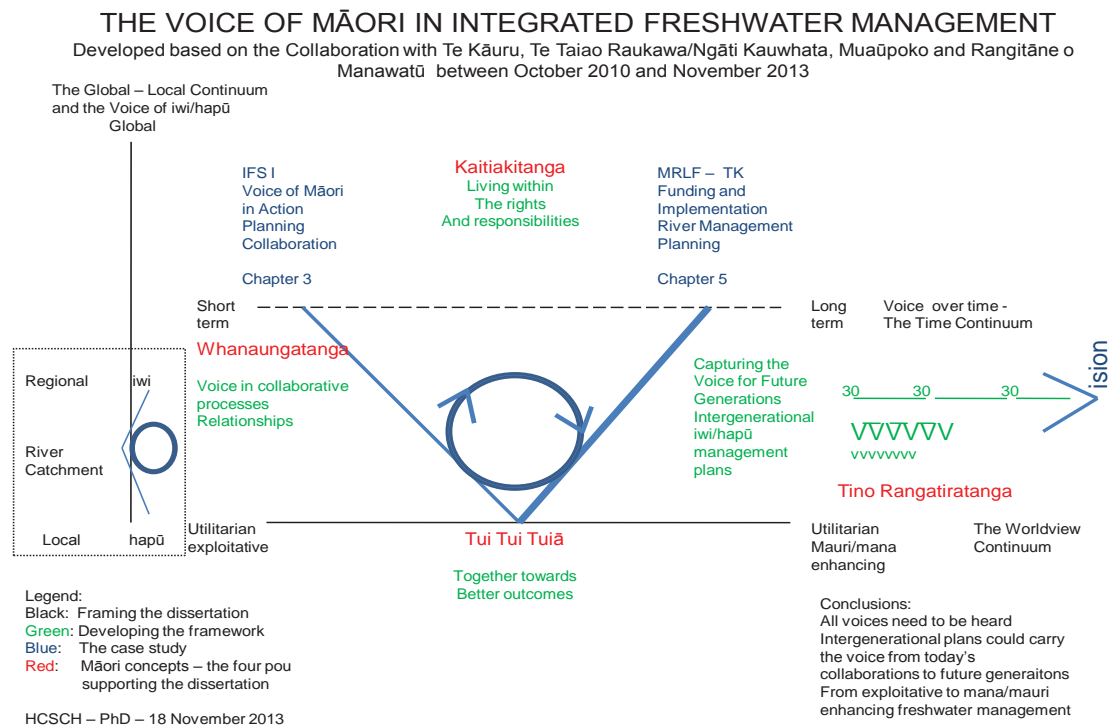 THE VOICE OF MĀORI IN INTEGRATED FRESHWATER MANAGEMENT
Developed based on the Collaboration with Te Kāuru, Te Taiao Raukawa/Ngāti Kauwhata, Muaūpoko and Rangitāne o
Manawatū between October 2010 and November 2013
The Global – Local Continuum
and the Voice of iwi/hapū
Global
IFS I
Voice of Māori
in Action
Planning
Collaboration
Chapter 3
Kaitiakitanga
Living within
The rights
And responsibilities
MRLF – TK
Funding and
Implementation
River Management
Planning
Chapter 5
Short
term
Long
term
Voice over time -
The Time Continuum
Whanaungatanga
Voice in collaborative
processes
Relationships
Regional
iwi
River
Catchment
Local
hapū
Capturing the
Voice for Future
Generations
Intergenerational
iwi/hapū
management
plans
30 30 30
ision
VVVVVV
vvvvvvvv
Tino Rangatiratanga
Utilitarian
exploitative
Tui Tui Tuiā
Together towards
Better outcomes
Utilitarian
Mauri/mana
enhancing
The Worldview
Continuum
Legend:
Black: Framing the dissertation
Green: Developing the framework
Blue: The case study
Red: Māori concepts – the four pou
supporting the dissertation
HCSCH – PhD – 18 November 2013
Conclusions:
All voices need to be heard
Intergenerational plans could carry
the voice from today's
collaborations to future generaitons
From exploitative to mana/mauri
enhancing freshwater management